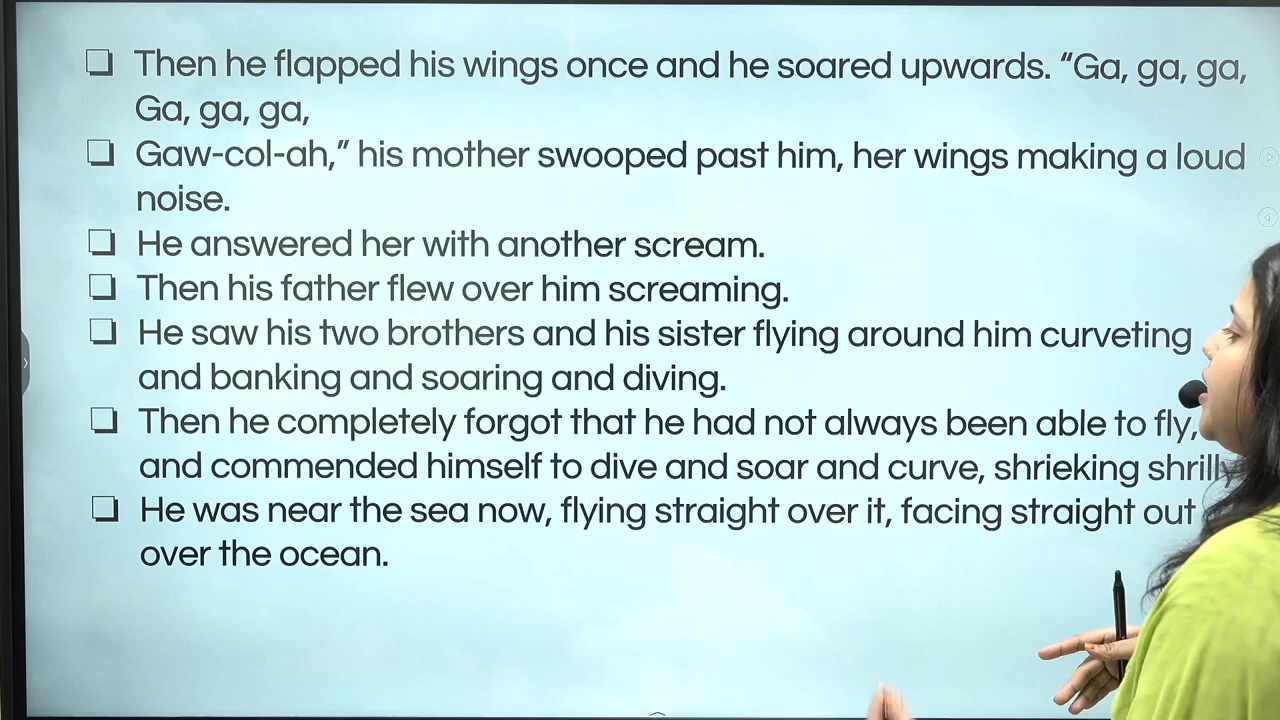 Then he flapped his wings once and he soared upwards. “Ga, ga, ga,
Ga, ga, ga,
Gaw-col-ah,” his mother swooped past him, her wings making a loud
noise.
He answered her with another scream.
Then his father flew over him screaming.
He saw his two brothers and his sister flying around him curveting
and banking and soaring and diving.
Then he completely forgot that he had not always been able to fly,
and commended himself to dive and soar and curve, shrieking shrilly
He was near the sea now, flying straight over it, facing straight out
over the ocean.